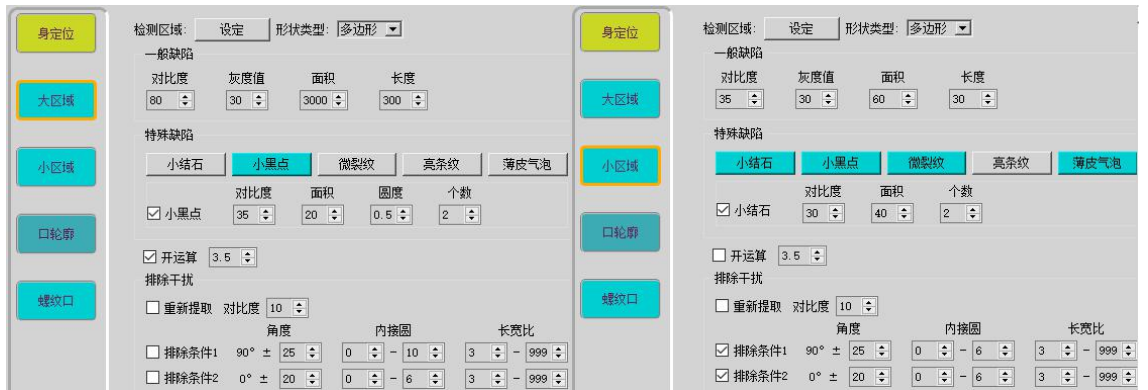 身定位
大区域
小区域
口轮廓
螺纹口
检测区域: 设定 形状类型: 多边形
一般缺陷
对比度 灰度值 面积 长度
80 30 3000 300
特殊缺陷
小结石 小黑点 微裂纹 亮条纹 薄皮气泡
对比度 面积 圆度 个数
小黑点 35 20 0.5 2
开运算 3.5
排除干扰
重新提取 对比度 10
角度 内接圆 长宽比
排除条件1 90° ± 25 0 - 10 3 - 999
排除条件2 0° ± 20 0 - 6 3 - 999
身定位
大区域
小区域
口轮廓
螺纹口
检测区域: 设定 形状类型: 多边形
一般缺陷
对比度 灰度值 面积 长度
35 30 60 30
特殊缺陷
小结石 小黑点 微裂纹 亮条纹 薄皮气泡
对比度 面积 个数
小结石 30 40 2
开运算 3.5
排除干扰
重新提取 对比度 10
角度 内接圆 长宽比
排除条件1 90° ± 25 0 - 6 3 - 999
排除条件2 0° ± 20 0 - 6 3 - 999